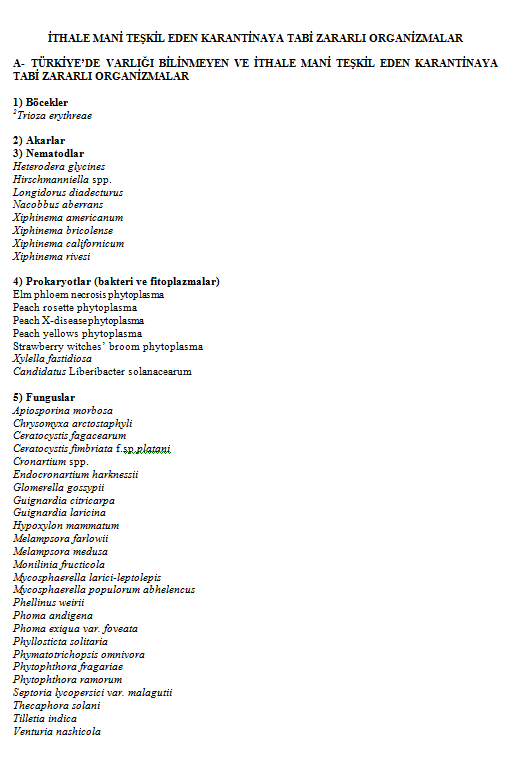 İTHALE MANİ TEŞKİL EDEN KARANTİNAYA TABİ ZARARLI ORGANİZMALAR
A- TÜRKİYE'DE VARLIĞI BİLİNMEYEN VE İTHALE MANİ TEŞKİL EDEN KARANTİNAYA
TABİ ZARARLI ORGANİZMALAR
1) Böcekler
²Trioza erythreae
2) Akarlar
3) Nematodlar
Heterodera glycines
Hirschmanniella spp.
Longidorus diadecturus
Nacobbus aberrans
Xiphinema americanum
Xiphinema bricolense
Xiphinema californicum
Xiphinema rivesi
4) Prokaryotlar (bakteri ve fitoplazmalar)
Elm phloem necrosis phytoplasma
Peach rosette phytoplasma
Peach X-disease phytoplasma
Peach yellows phytoplasma
Strawberry witches' broom phytoplasma
Xylella fastidiosa
Candidatus Liberibacter solanacearum
5) Funguslar
Apiosporina morbosa
Chrysomyxa arctostaphyli
Ceratocystis fagacearum
Ceratocystis fimbriata f.sp.platani
Cronartium spp.
Endocronartium harknessii
Glomerella gossypii
Guignardia citricarpa
Guignardia laricina
Hypoxylon mammatum
Melampsora farlowii
Melampsora medusa
Monilinia fructicola
Mycosphaerella larici-leptolepis
Mycosphaerella populorum abhelencus
Phellinus weirii
Phoma andigena
Phoma exiqua var. foveata
Phyllosticta solitaria
Phymatotrichopsis omnivora
Phytophthora fragariae
Phytophthora ramorum
Septoria lycopersici var. malagutii
Thecaphora solani
Tilletia indica
Venturia nashicola